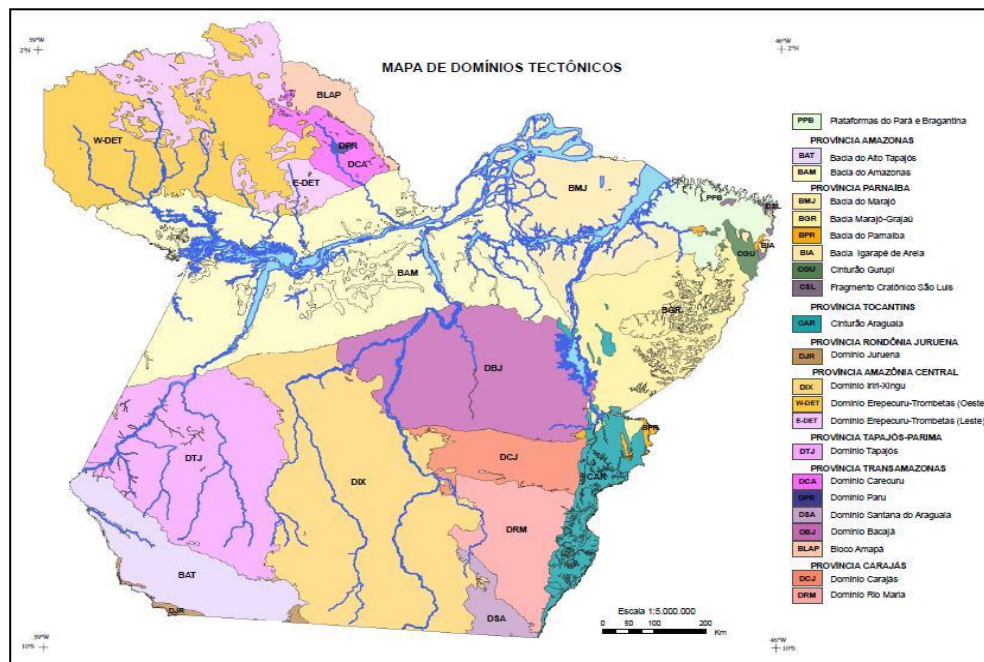 59°W
2°N
46°W
2°N
MAPA DE DOMÍNIOS TECTÔNICOS
BLAP
W-DET
DPR
DCA
E-DET
BMJ
PPB
CSL
BIA
CGU
BAM
BGR
DBJ
BPR
DCJ
CAR
DTJ
DIX
DRM
BAT
DJR
DSA
PPB Plataformas do Pará e Bragantina
PROVÍNCIA AMAZONAS
BAT Bacia do Alto Tapajós
BAM Bacia do Amazonas
PROVÍNCIA PARNAÍBA
BMJ Bacia do Marajó
BGR Bacia Marajó-Grajaú
BPR Bacia do Parnaíba
BIA Bacia Igarapé de Areia
CGU Cinturão Gurupi
CSL Fragmento Cratônico São Luis
PROVÍNCIA TOCANTINS
CAR Cinturão Araguaia
PROVÍNCIA RONDÔNIA JURUENA
DJR Domínio Juruena
PROVÍNCIA AMAZÔNIA CENTRAL
DIX Domínio Iriri-Xingu
W-DET Domínio Erepecuru-Trombetas (Oeste)
E-DET Domínio Erepecuru-Trombetas (Leste)
PROVÍNCIA TAPAJÓS-PARIMA
DTJ Domínio Tapajós
PROVÍNCIA TRANSAMAZONAS
DCA Domínio Carecuru
DPR Domínio Paru
DSA Domínio Santana do Araguaia
DBJ Domínio Bacajá
BLAP Bloco Amapá
PROVÍNCIA CARAJÁS
DCJ Domínio Carajás
DRM Domínio Rio Maria
Escala 1:5.000.000
0 50 100 200
Km
59°W
10°S
46°W
10°S